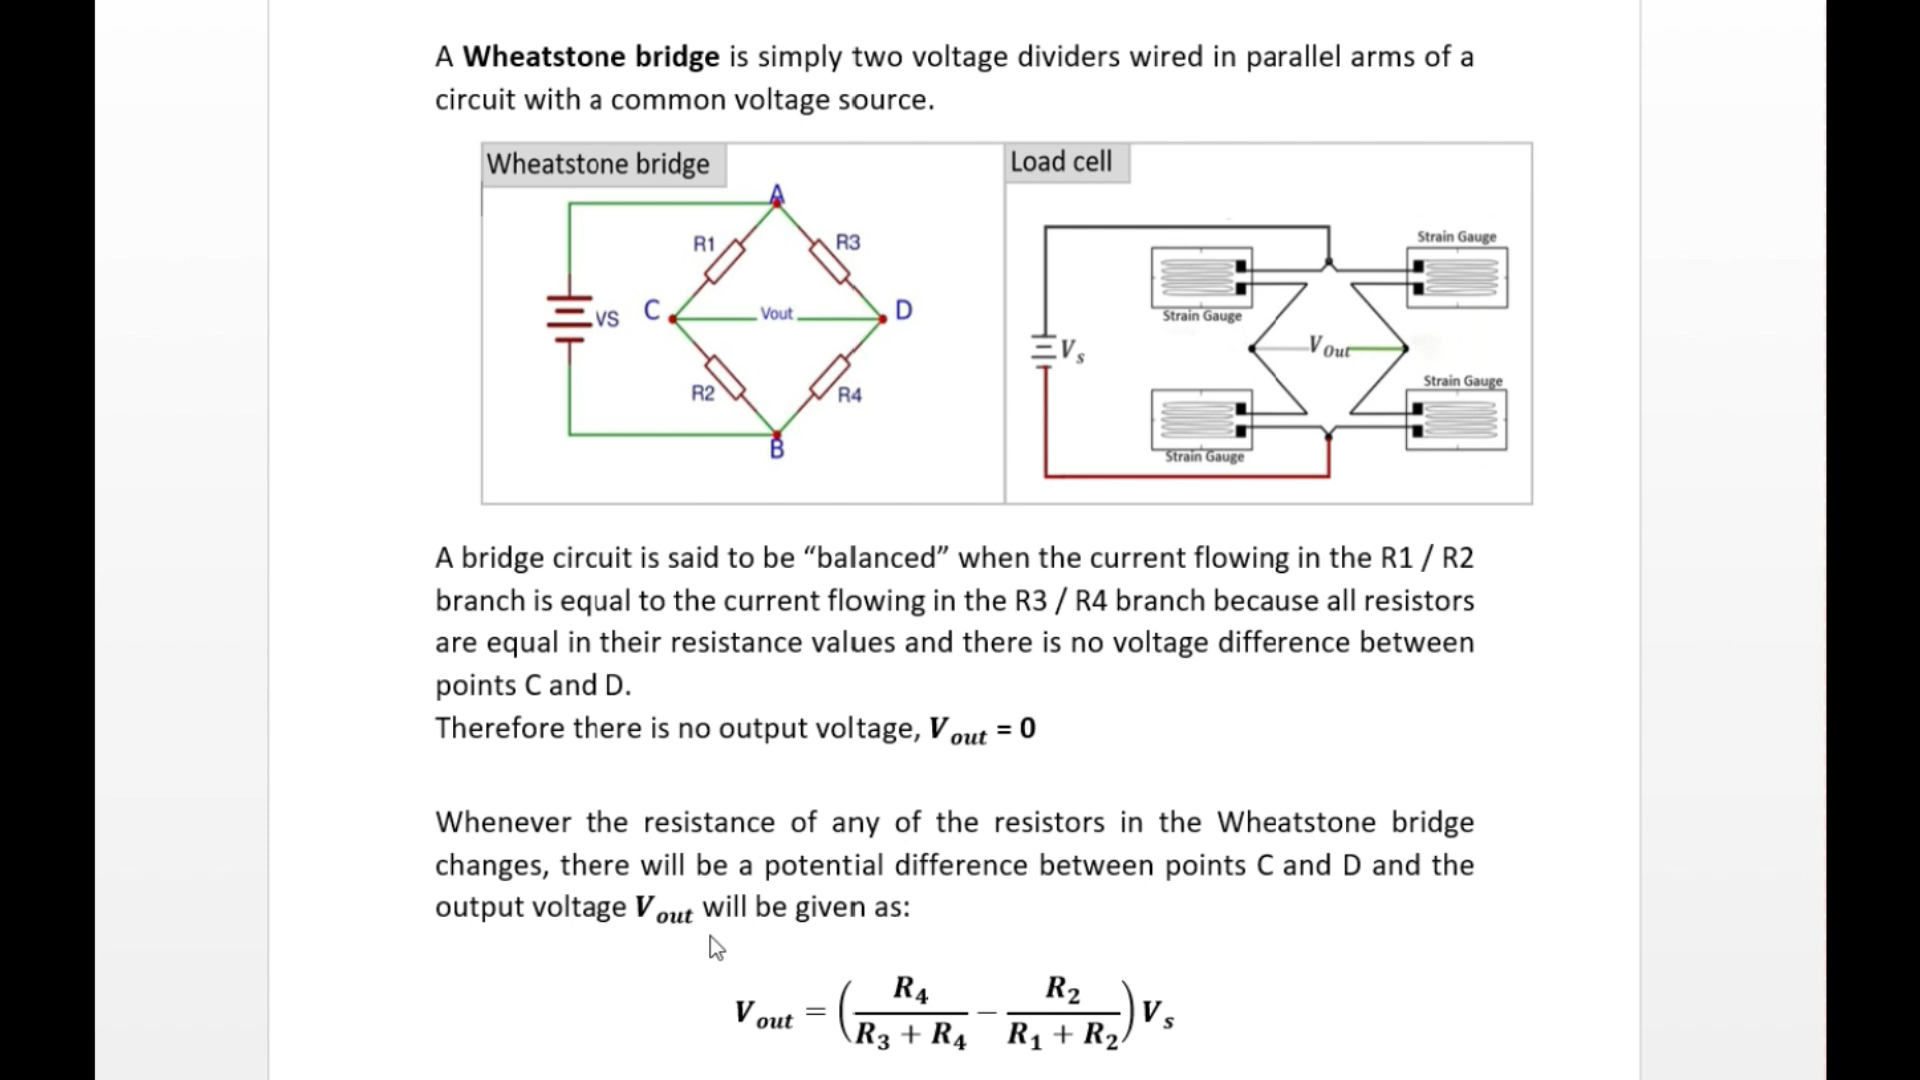 A Wheatstone bridge is simply two voltage dividers wired in parallel arms of a
circuit with a common voltage source.
Wheatstone bridge
A
R1
R3
VS
C
Vout
D
R2
R4
B
Load cell
Strain Gauge
Strain Gauge
Vs
VOut
Strain Gauge
Strain Gauge
A bridge circuit is said to be “balanced” when the current flowing in the R1 / R2
branch is equal to the current flowing in the R3 / R4 branch because all resistors
are equal in their resistance values and there is no voltage difference between
points C and D.
Therefore there is no output voltage, V out = 0
Whenever the resistance of any of the resistors in the Wheatstone bridge
changes, there will be a potential difference between points C and D and the
output voltage V out will be given as:
V out = ( R4 / (R3 + R4) − R2 / (R1 + R2) ) Vs